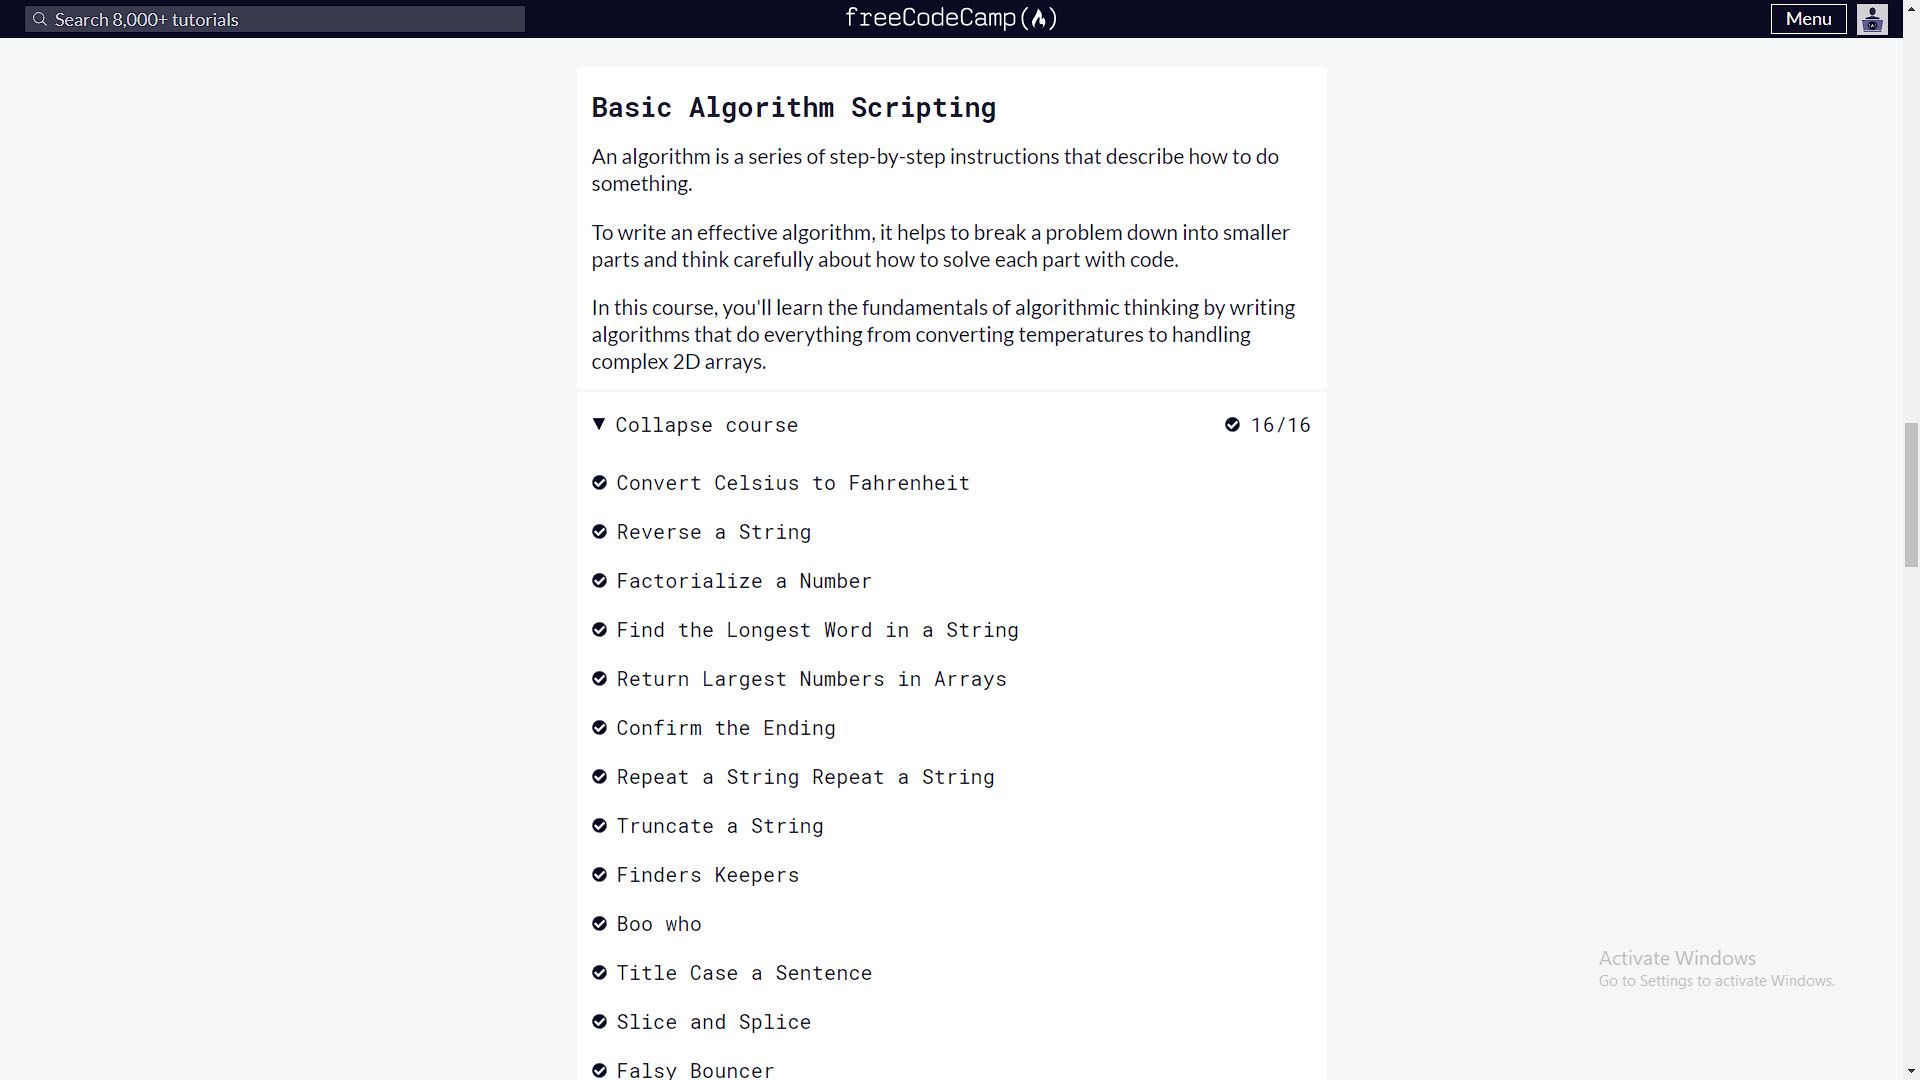 Search 8,000+ tutorials
freeCodeCamp
Menu
Basic Algorithm Scripting
An algorithm is a series of step-by-step instructions that describe how to do
something.
To write an effective algorithm, it helps to break a problem down into smaller
parts and think carefully about how to solve each part with code.
In this course, you'll learn the fundamentals of algorithmic thinking by writing
algorithms that do everything from converting temperatures to handling
complex 2D arrays.
Collapse course
16/16
Convert Celsius to Fahrenheit
Reverse a String
Factorialize a Number
Find the Longest Word in a String
Return Largest Numbers in Arrays
Confirm the Ending
Repeat a String Repeat a String
Truncate a String
Finders Keepers
Boo who
Title Case a Sentence
Slice and Splice
Falsy Bouncer
Activate Windows
Go to Settings to activate Windows.